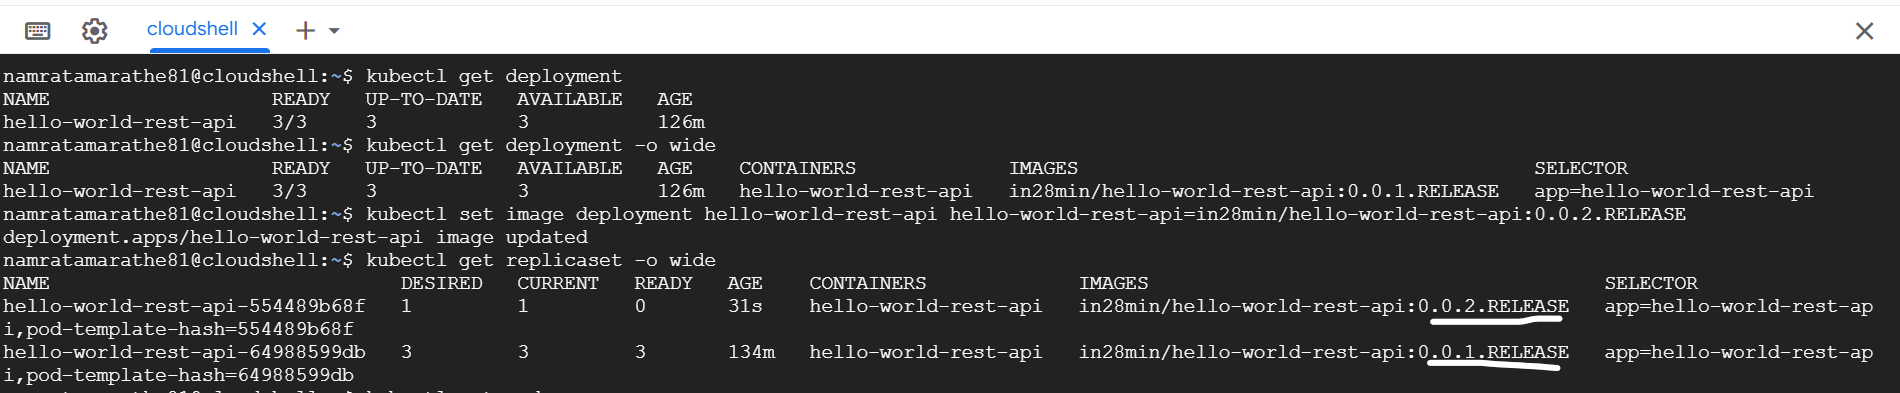 cloudshell
namratamarathe81@cloudshell:~$ kubectl get deployment
NAME READY UP-TO-DATE AVAILABLE AGE
hello-world-rest-api 3/3 3 3 126m
namratamarathe81@cloudshell:~$ kubectl get deployment -o wide
NAME READY UP-TO-DATE AVAILABLE AGE CONTAINERS IMAGES SELECTOR
hello-world-rest-api 3/3 3 3 126m hello-world-rest-api in28min/hello-world-rest-api:0.0.1.RELEASE app=hello-world-rest-api
namratamarathe81@cloudshell:~$ kubectl set image deployment hello-world-rest-api hello-world-rest-api=in28min/hello-world-rest-api:0.0.2.RELEASE
deployment.apps/hello-world-rest-api image updated
namratamarathe81@cloudshell:~$ kubectl get replicaset -o wide
NAME DESIRED CURRENT READY AGE CONTAINERS IMAGES SELECTOR
hello-world-rest-api-554489b68f 1 1 0 31s hello-world-rest-api in28min/hello-world-rest-api:0.0.2.RELEASE app=hello-world-rest-ap
i,pod-template-hash=554489b68f
hello-world-rest-api-64988599db 3 3 3 134m hello-world-rest-api in28min/hello-world-rest-api:0.0.1.RELEASE app=hello-world-rest-ap
i,pod-template-hash=64988599db